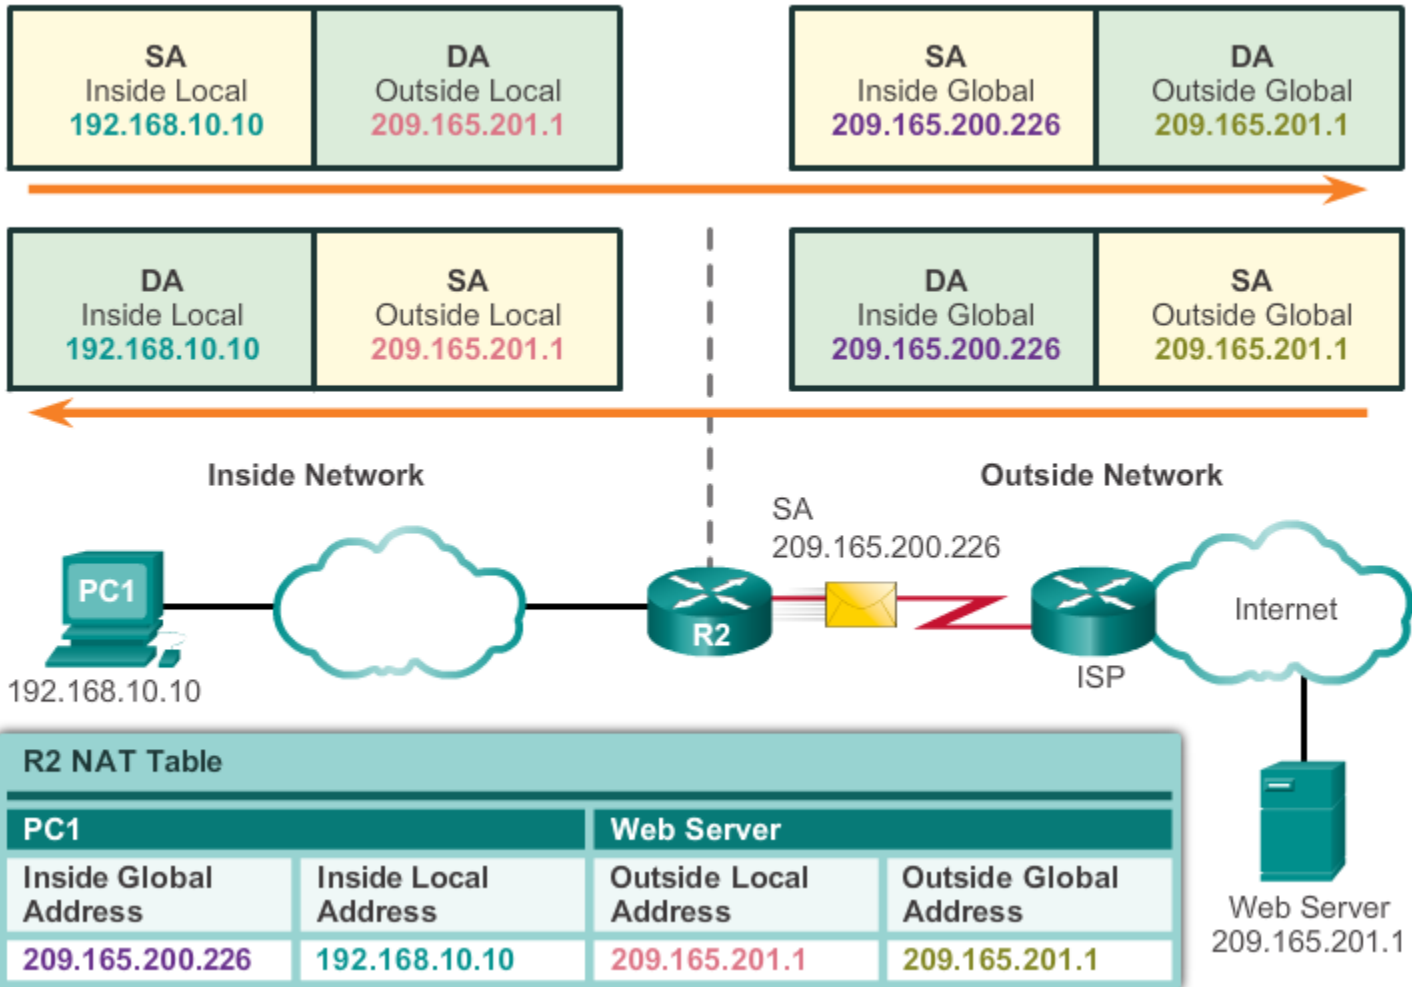 SA
Inside Local
192.168.10.10
DA
Outside Local
209.165.201.1
SA
Inside Global
209.165.200.226
DA
Outside Global
209.165.201.1
DA
Inside Local
192.168.10.10
SA
Outside Local
209.165.201.1
DA
Inside Global
209.165.200.226
SA
Outside Global
209.165.201.1
Inside Network
Outside Network
SA
209.165.200.226
PC1
192.168.10.10
R2
ISP
Internet
Web Server
209.165.201.1
R2 NAT Table
PC1
Web Server
Inside Global
Address
Inside Local
Address
Outside Local
Address
Outside Global
Address
209.165.200.226
192.168.10.10
209.165.201.1
209.165.201.1